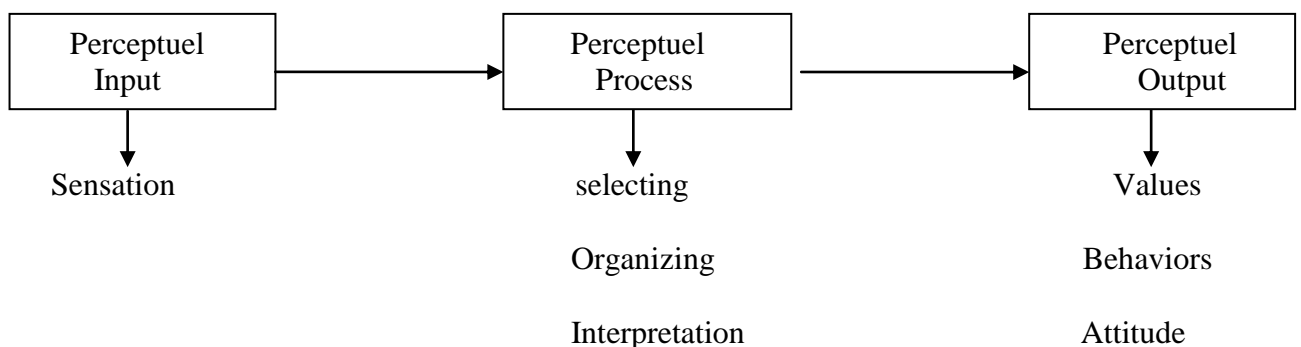 Perceptuel
Input
Perceptuel
Process
Perceptuel
Output
Sensation
selecting
Values
Organizing
Behaviors
Interpretation
Attitude